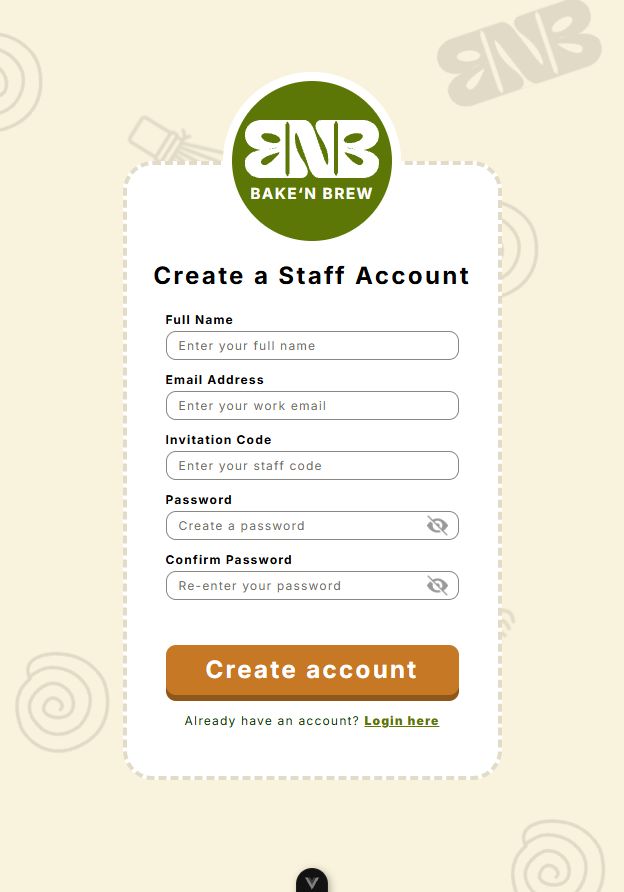 BNB
BNB
BAKE‘N BREW
Create a Staff Account
Full Name
Enter your full name
Email Address
Enter your work email
Invitation Code
Enter your staff code
Password
Create a password
Confirm Password
Re-enter your password
Create account
Already have an account? Login here